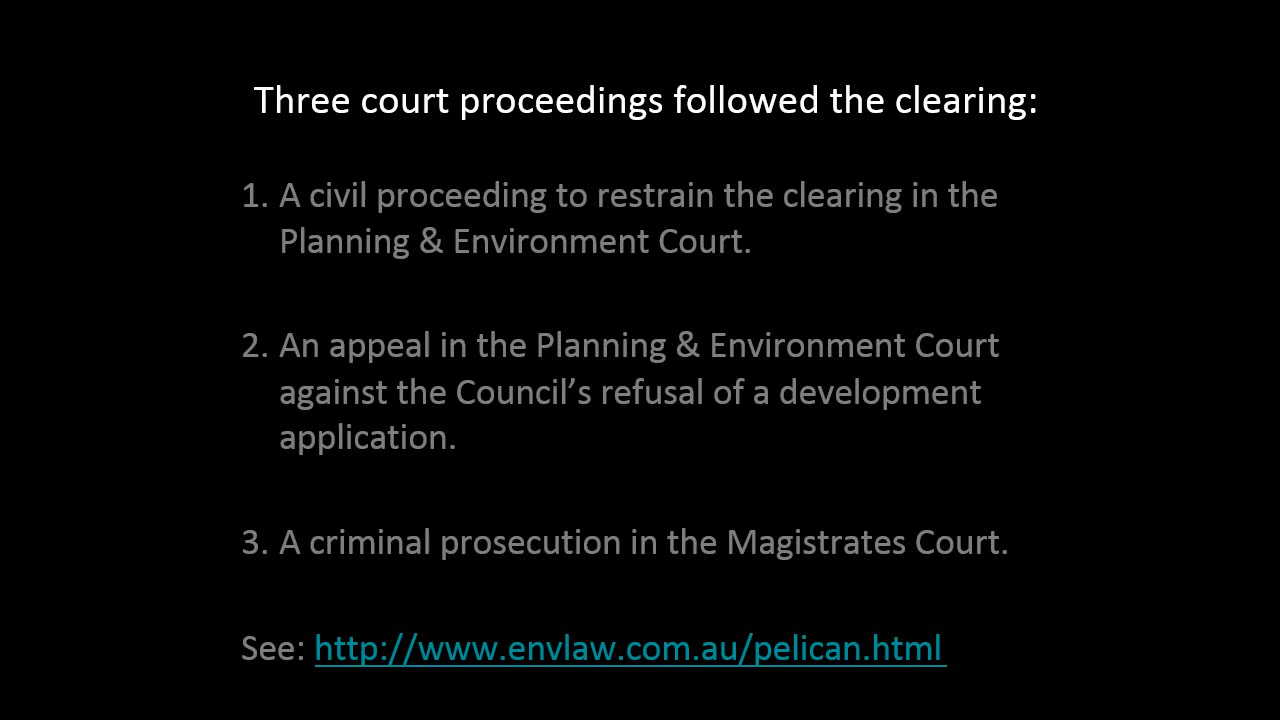 Three court proceedings followed the clearing:
1. A civil proceeding to restrain the clearing in the
Planning & Environment Court.
2. An appeal in the Planning & Environment Court
against the Council’s refusal of a development
application.
3. A criminal prosecution in the Magistrates Court.
See: http://www.envlaw.com.au/pelican.html